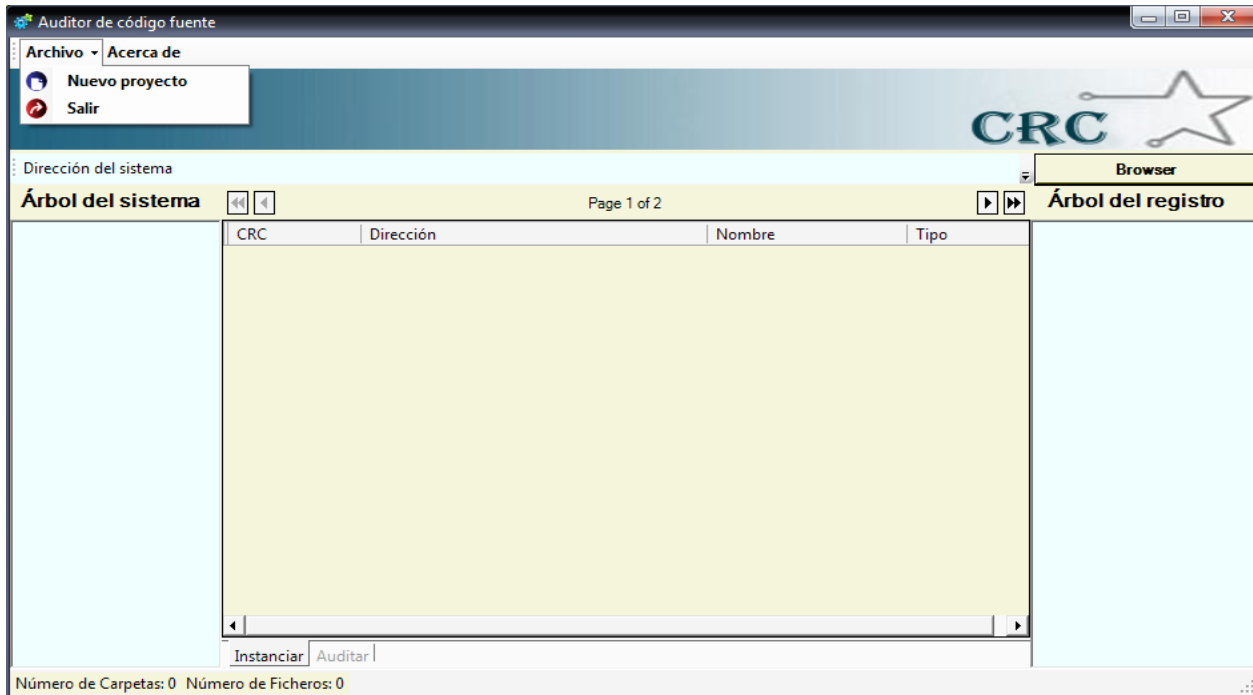 Auditor de código fuente
Archivo Acerca de
Nuevo proyecto
Salir
CRC
Dirección del sistema
Browser
Árbol del sistema
Page 1 of 2
Árbol del registro
CRC Dirección Nombre Tipo
Instanciar Auditar
Número de Carpetas: 0 Número de Ficheros: 0